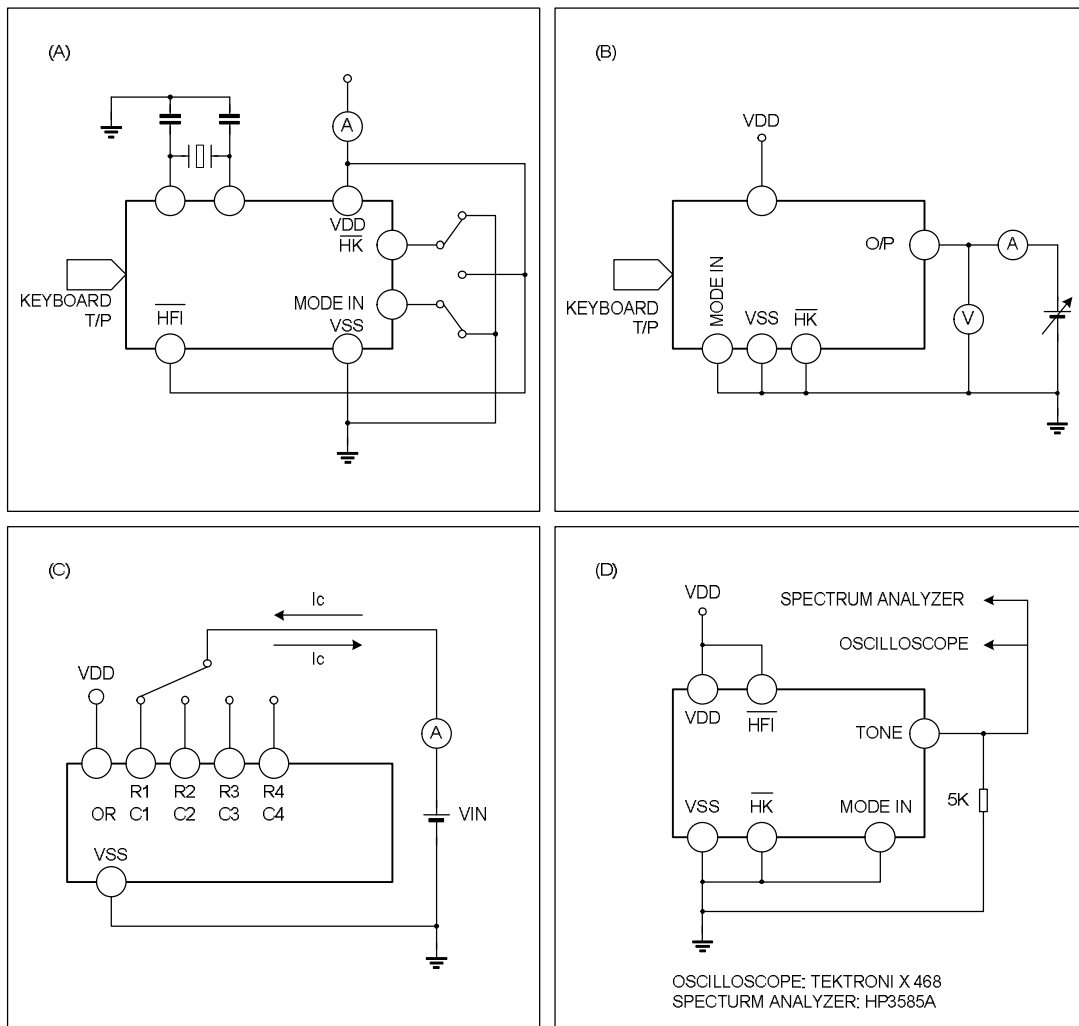 (A)
A
VDD
HK
KEYBOARD
T/P
HFI
MODE IN
VSS
(B)
VDD
O/P
A
KEYBOARD
T/P
MODE IN
VSS
HK
V
(C)
Ic
Ic
VDD
A
R1 R2 R3 R4
OR C1 C2 C3 C4
VIN
VSS
(D)
VDD
SPECTRUM ANALYZER
OSCILLOSCOPE
VDD
HFI
TONE
5K
VSS
HK
MODE IN
OSCILLOSCOPE: TEKTRONI X 468
SPECTURM ANALYZER: HP3585A